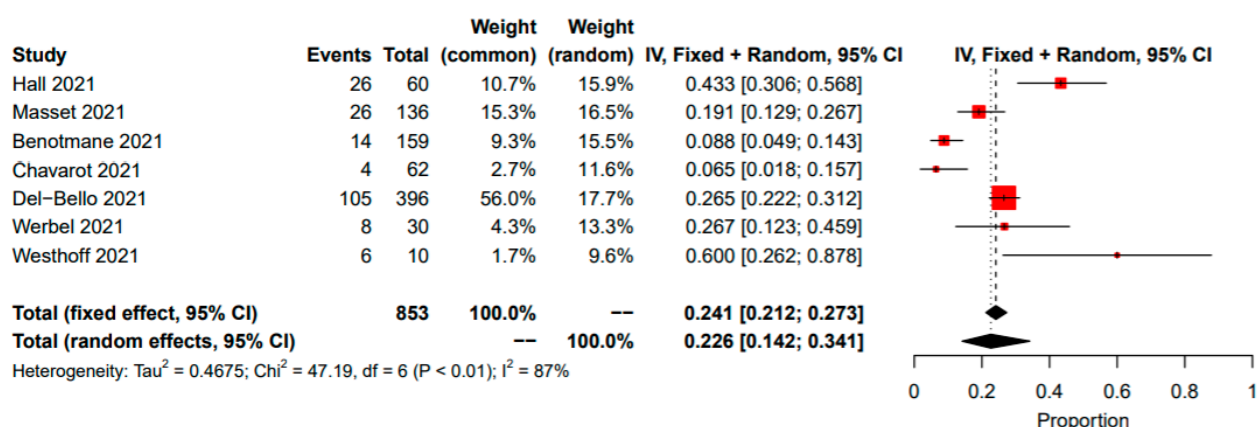 Weight Weight
Study Events Total (common) (random) IV, Fixed + Random, 95% CI IV, Fixed + Random, 95% CI
Hall 2021 26 60 10.7% 15.9% 0.433 [0.306; 0.568]
Masset 2021 26 136 15.3% 16.5% 0.191 [0.129; 0.267]
Benotmane 2021 14 159 9.3% 15.5% 0.088 [0.049; 0.143]
Chavarot 2021 4 62 2.7% 11.6% 0.065 [0.018; 0.157]
Del−Bello 2021 105 396 56.0% 17.7% 0.265 [0.222; 0.312]
Werbel 2021 8 30 4.3% 13.3% 0.267 [0.123; 0.459]
Westhoff 2021 6 10 1.7% 9.6% 0.600 [0.262; 0.878]
Total (fixed effect, 95% CI) 853 100.0% −− 0.241 [0.212; 0.273]
Total (random effects, 95% CI) −− 100.0% 0.226 [0.142; 0.341]
Heterogeneity: Tau² = 0.4675; Chi² = 47.19, df = 6 (P < 0.01); I² = 87%
0 0.2 0.4 0.6 0.8 1
Proportion